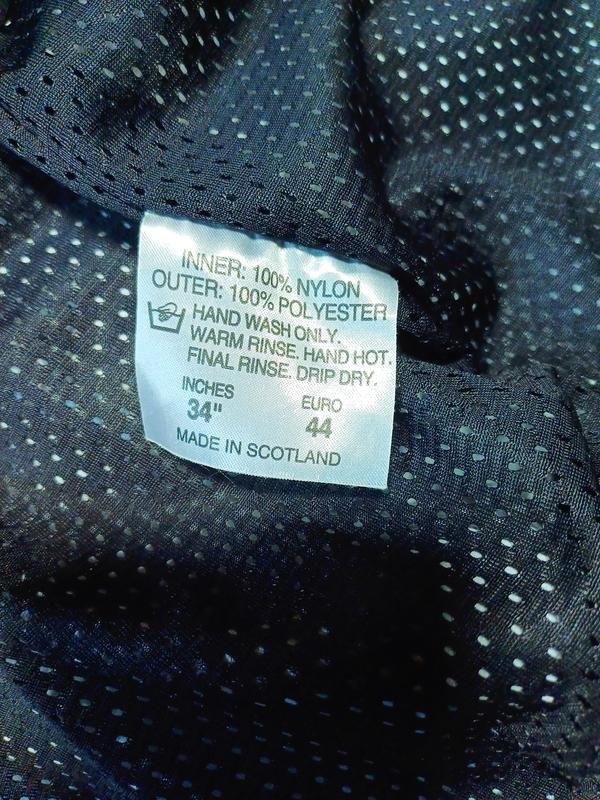 INNER: 100% NYLON
OUTER: 100% POLYESTER
HAND WASH ONLY.
WARM RINSE. HAND HOT.
FINAL RINSE. DRIP DRY.
INCHES EURO
34" 44
MADE IN SCOTLAND